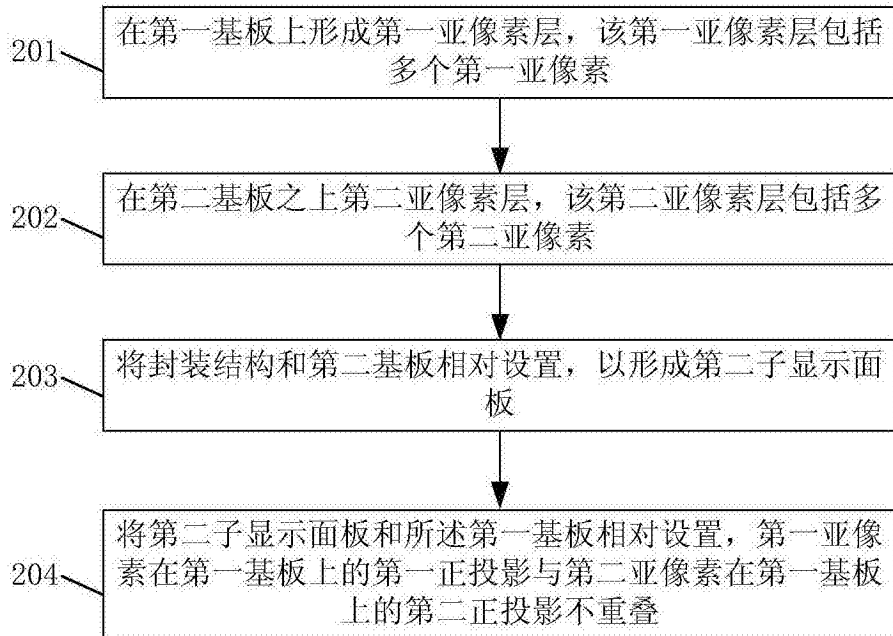 201
在第一基板上形成第一亚像素层，该第一亚像素层包括
多个第一亚像素
202
在第二基板之上第二亚像素层，该第二亚像素层包括多
个第二亚像素
203
将封装结构和第二基板相对设置，以形成第二子显示面
板
204
将第二子显示面板和所述第一基板相对设置，第一亚像
素在第一基板上的第一正投影与第二亚像素在第一基板
上的第二正投影不重叠